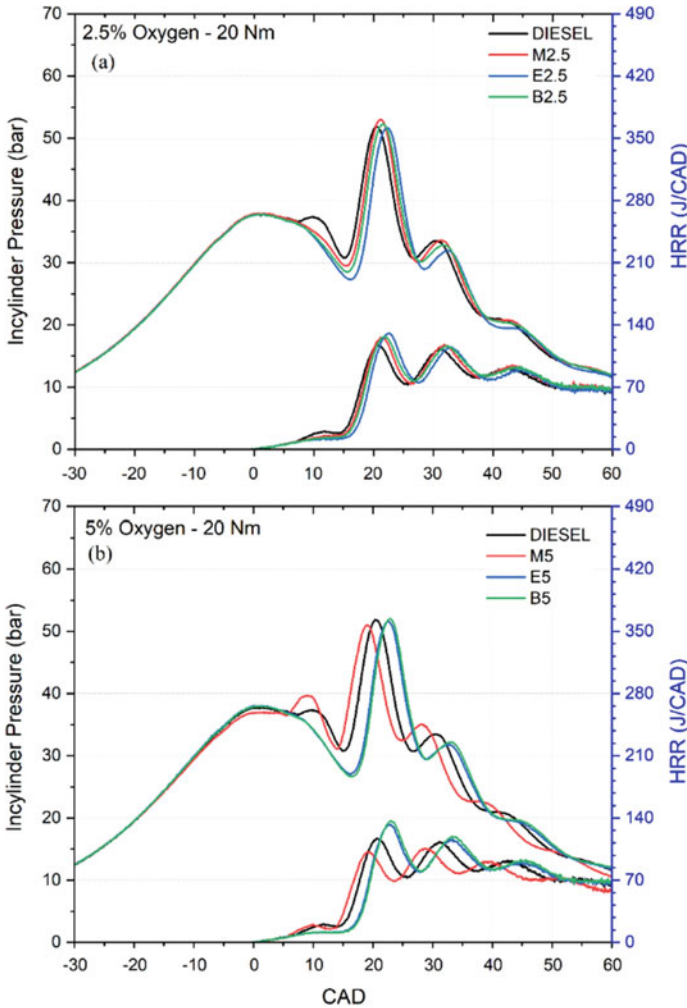 2.5% Oxygen - 20 Nm
(a)
DIESEL
M2.5
E2.5
B2.5
Incylinder Pressure (bar)
HRR (J/CAD)
70
60
50
40
30
20
10
0
490
420
350
280
210
140
70
0
-30 -20 -10 0 10 20 30 40 50 60
5% Oxygen - 20 Nm
(b)
DIESEL
M5
E5
B5
Incylinder Pressure (bar)
HRR (J/CAD)
70
60
50
40
30
20
10
0
490
420
350
280
210
140
70
0
-30 -20 -10 0 10 20 30 40 50 60
CAD